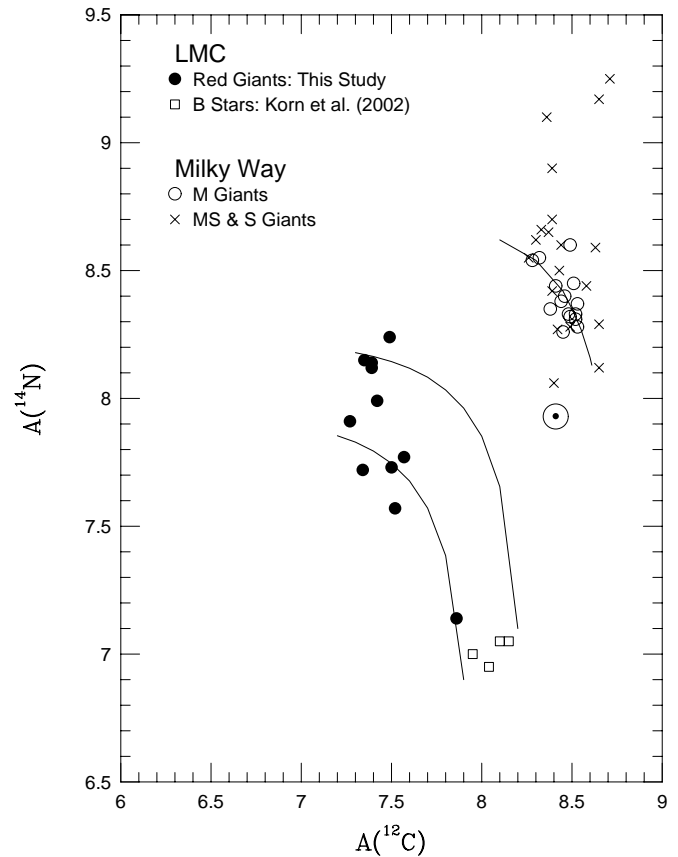 9.5
LMC
Red Giants: This Study
B Stars: Korn et al. (2002)
9
Milky Way
M Giants
MS & S Giants
8.5
A(¹⁴N)
8
7.5
7
6.5
6 6.5 7 7.5 8 8.5 9
A(¹²C)